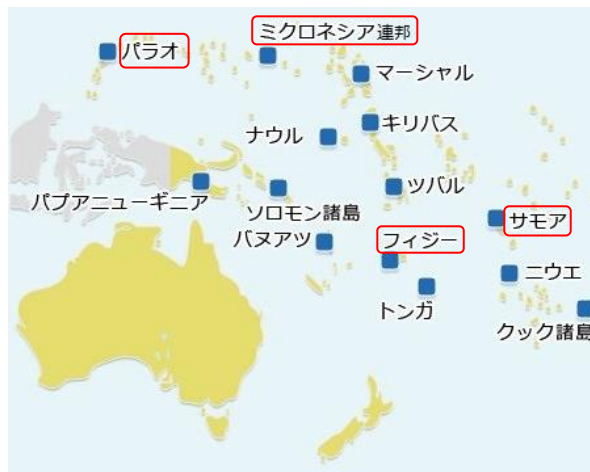 ミクロネシア連邦
パラオ
マーシャル
キリバス
ナウル
ツバル
パプアニューギニア
ソロモン諸島
バヌアツ
フィジー
サモア
ニウエ
トンガ
クック諸島